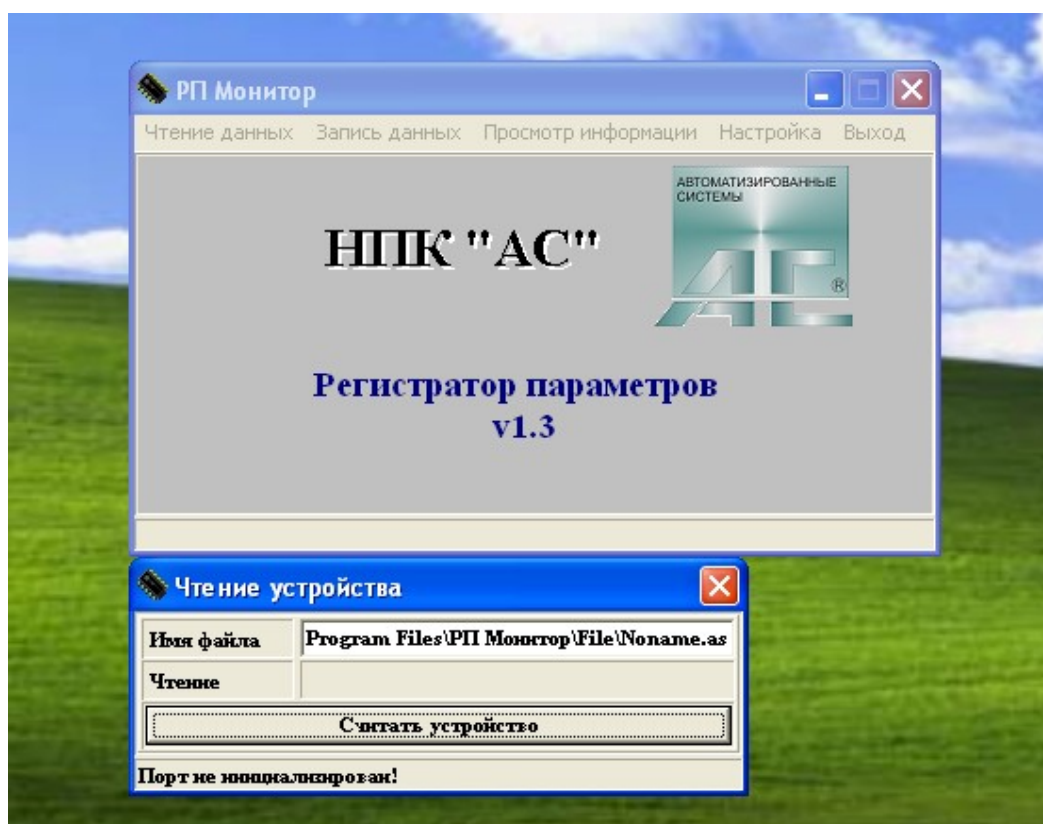 РП Монитор
Чтение данных Запись данных Просмотр информации Настройка Выход
АВТОМАТИЗИРОВАННЫЕ
СИСТЕМЫ
НПК "АС"
АС ®
Регистратор параметров
v1.3
Чтение устройства
Имя файла Program Files\РП Монитор\File\Noname.as
Чтение
Считать устройство
Порт не инициализирован!